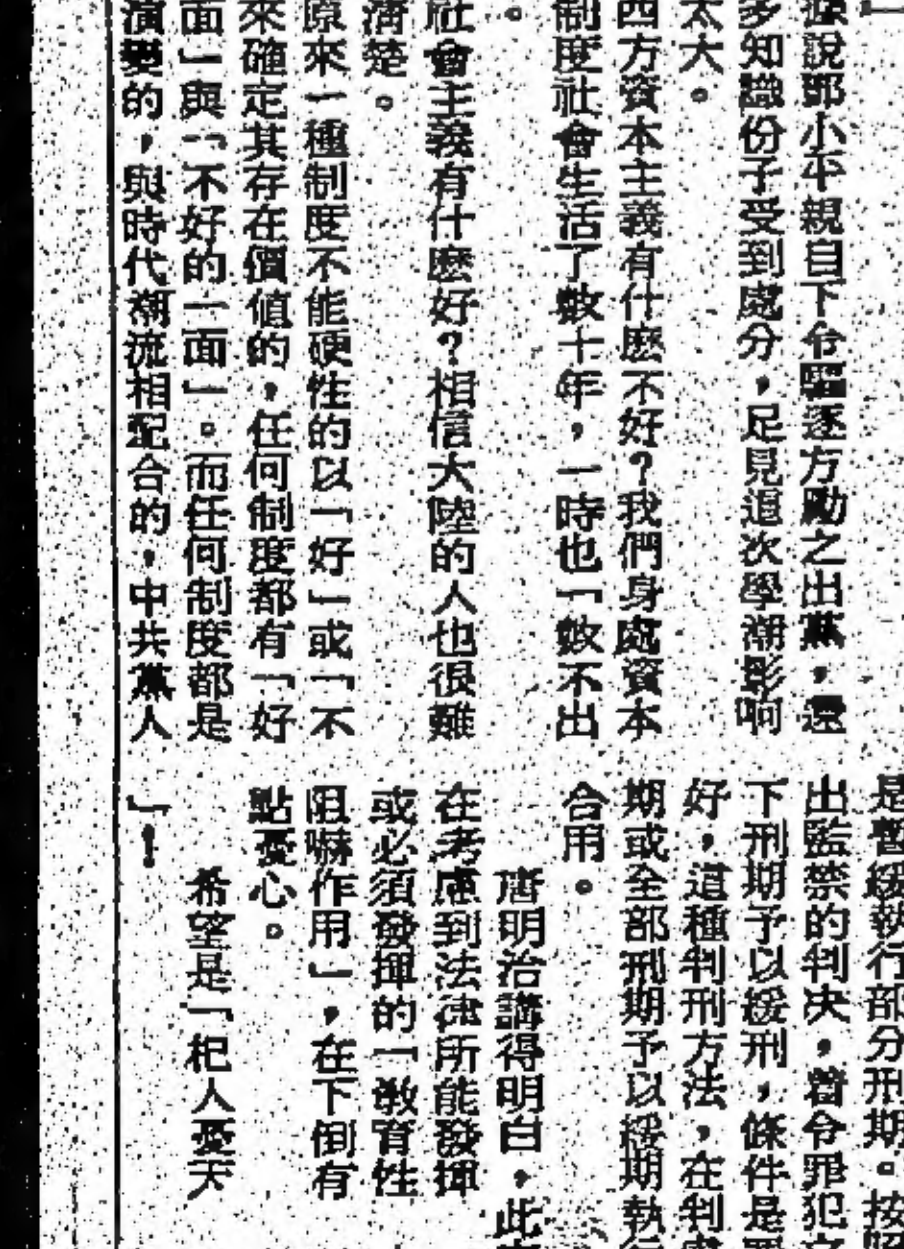 源說鄧小平親自下令驅逐方勵之出黨，還
多知識份子受到處分，足見這次學潮影响
太大。
西方資本主義有什麽不好？我們身處資本
制度社會生活了數十年，一時也「數不出
。
社會主義有什麽好？相信大陸的人也很難
清楚。
原來一種制度不能硬性的以「好」或「不
來確定其存在價值的，任何制度都有「好
面」與「不好的一面」。而任何制度都是
演變的，與時代潮流相配合的，中共黨人
是暫緩執行部分刑期。按照
出監禁的判决，着令罪犯
下刑期予以緩刑，條件是罪
好，這種判刑方法，在判處
期或全部刑期予以緩期執行
合用。
唐明治講得明白，此
在考慮到法律所能發揮
或必須發揮的「敎育性
阻嚇作用」，在下倒有
點憂心。
希望是「杞人憂天
」！